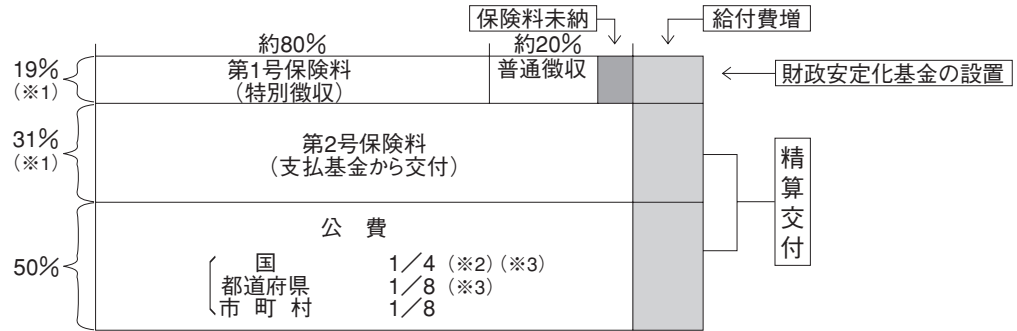 保険料未納
給付費増
約80%
約20%
19%
(※1)
第1号保険料
(特別徴収)
普通徴収
財政安定化基金の設置
31%
(※1)
第2号保険料
(支払基金から交付)
精算交付
50%
公 費
国 1/4 (※2) (※3)
都道府県 1/8 (※3)
市 町 村 1/8